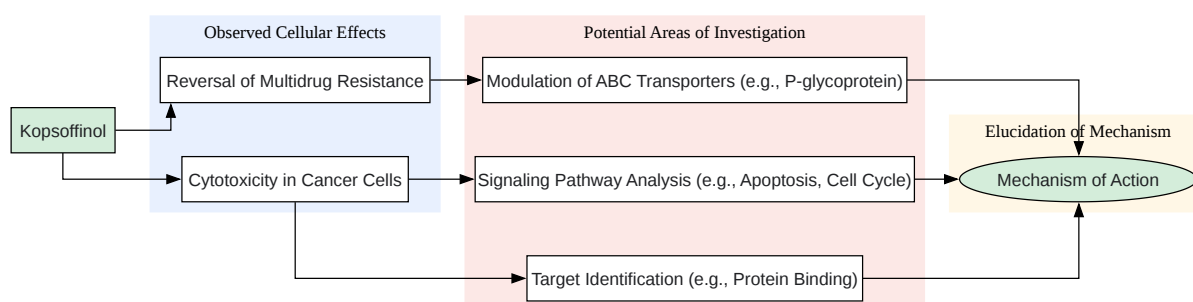 Observed Cellular Effects
Potential Areas of Investigation
Reversal of Multidrug Resistance
Modulation of ABC Transporters (e.g., P-glycoprotein)
Kopsoffinol
Elucidation of Mechanism
Cytotoxicity in Cancer Cells
Signaling Pathway Analysis (e.g., Apoptosis, Cell Cycle)
Mechanism of Action
Target Identification (e.g., Protein Binding)